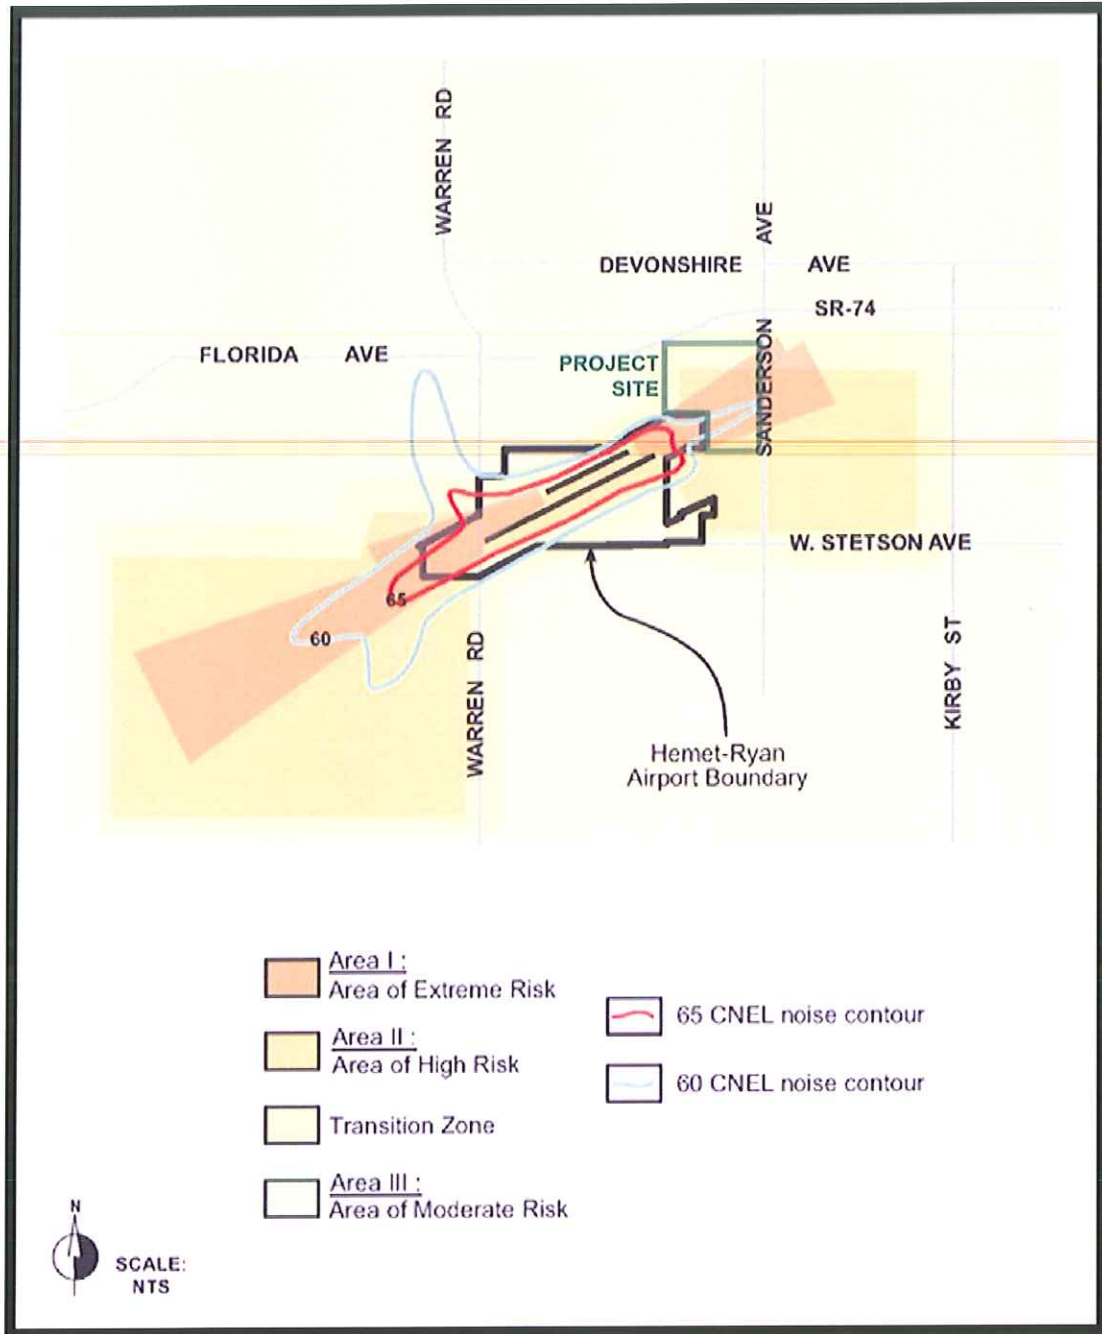 WARREN RD
AVE
DEVONSHIRE AVE
SR-74
FLORIDA AVE
PROJECT
SITE
SANDERSON
W. STETSON AVE
65
60
WARREN RD
KIRBY ST
Hemet-Ryan
Airport Boundary
Area I :
Area of Extreme Risk
Area II :
Area of High Risk
Transition Zone
Area III :
Area of Moderate Risk
65 CNEL noise contour
60 CNEL noise contour
N
SCALE:
NTS